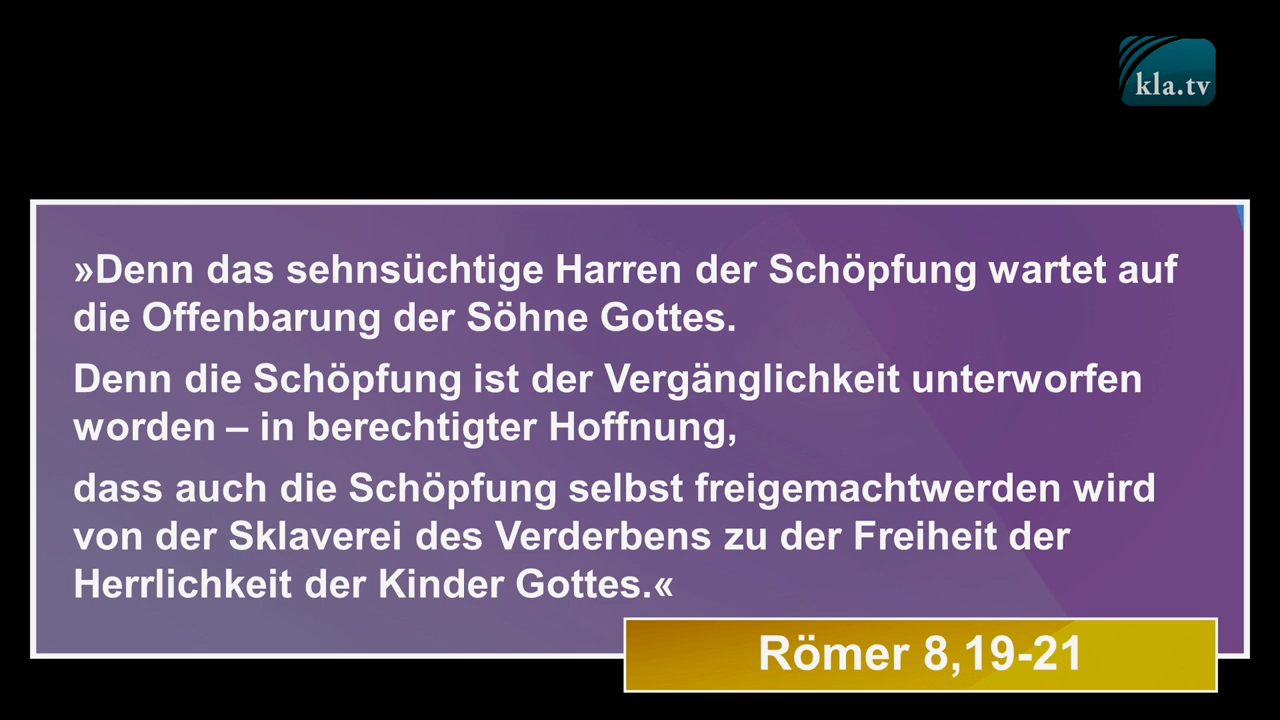 kla.tv
»Denn das sehnsüchtige Harren der Schöpfung wartet auf
die Offenbarung der Söhne Gottes.
Denn die Schöpfung ist der Vergänglichkeit unterworfen
worden – in berechtigter Hoffnung,
dass auch die Schöpfung selbst freigemachtwerden wird
von der Sklaverei des Verderbens zu der Freiheit der
Herrlichkeit der Kinder Gottes.«
Römer 8,19-21